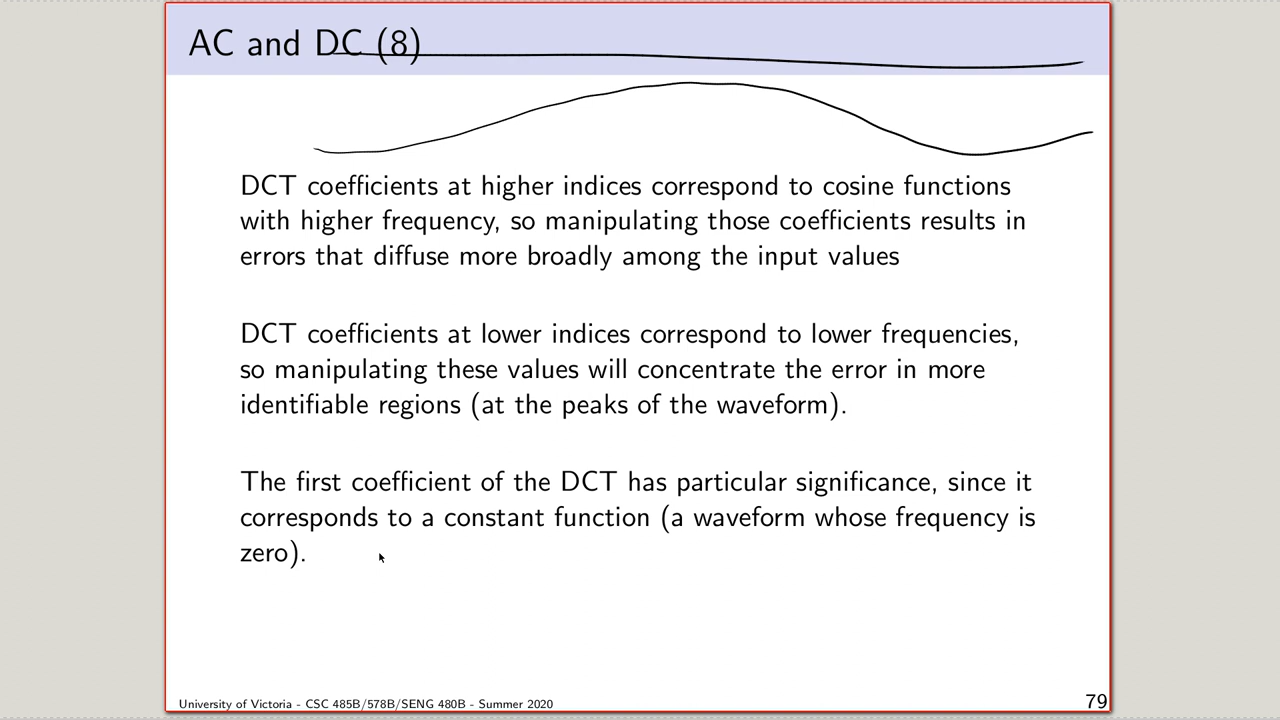 AC and DC (8)
DCT coefficients at higher indices correspond to cosine functions
with higher frequency, so manipulating those coefficients results in
errors that diffuse more broadly among the input values
DCT coefficients at lower indices correspond to lower frequencies,
so manipulating these values will concentrate the error in more
identifiable regions (at the peaks of the waveform).
The first coefficient of the DCT has particular significance, since it
corresponds to a constant function (a waveform whose frequency is
zero).
University of Victoria - CSC 485B/578B/SENG 480B - Summer 2020
79